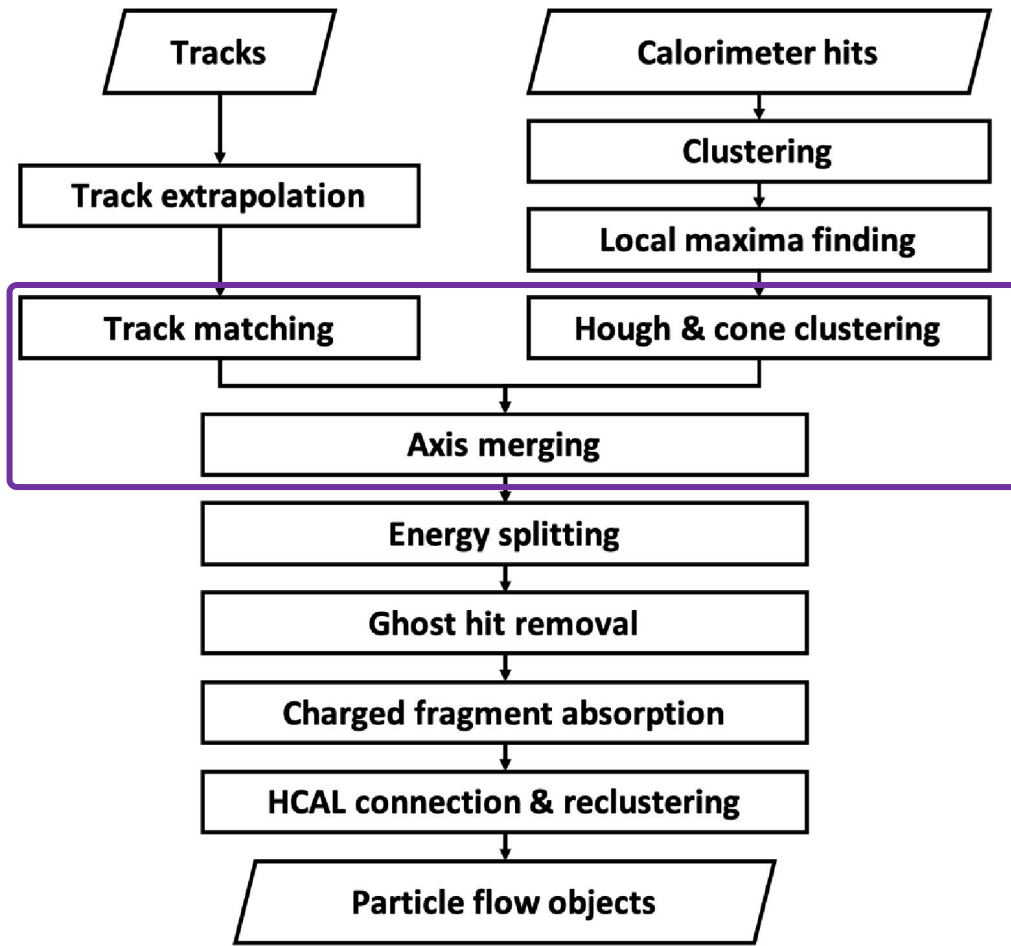 Tracks
Calorimeter hits
Clustering
Track extrapolation
Local maxima finding
Track matching
Hough & cone clustering
Axis merging
Energy splitting
Ghost hit removal
Charged fragment absorption
HCAL connection & reclustering
Particle flow objects